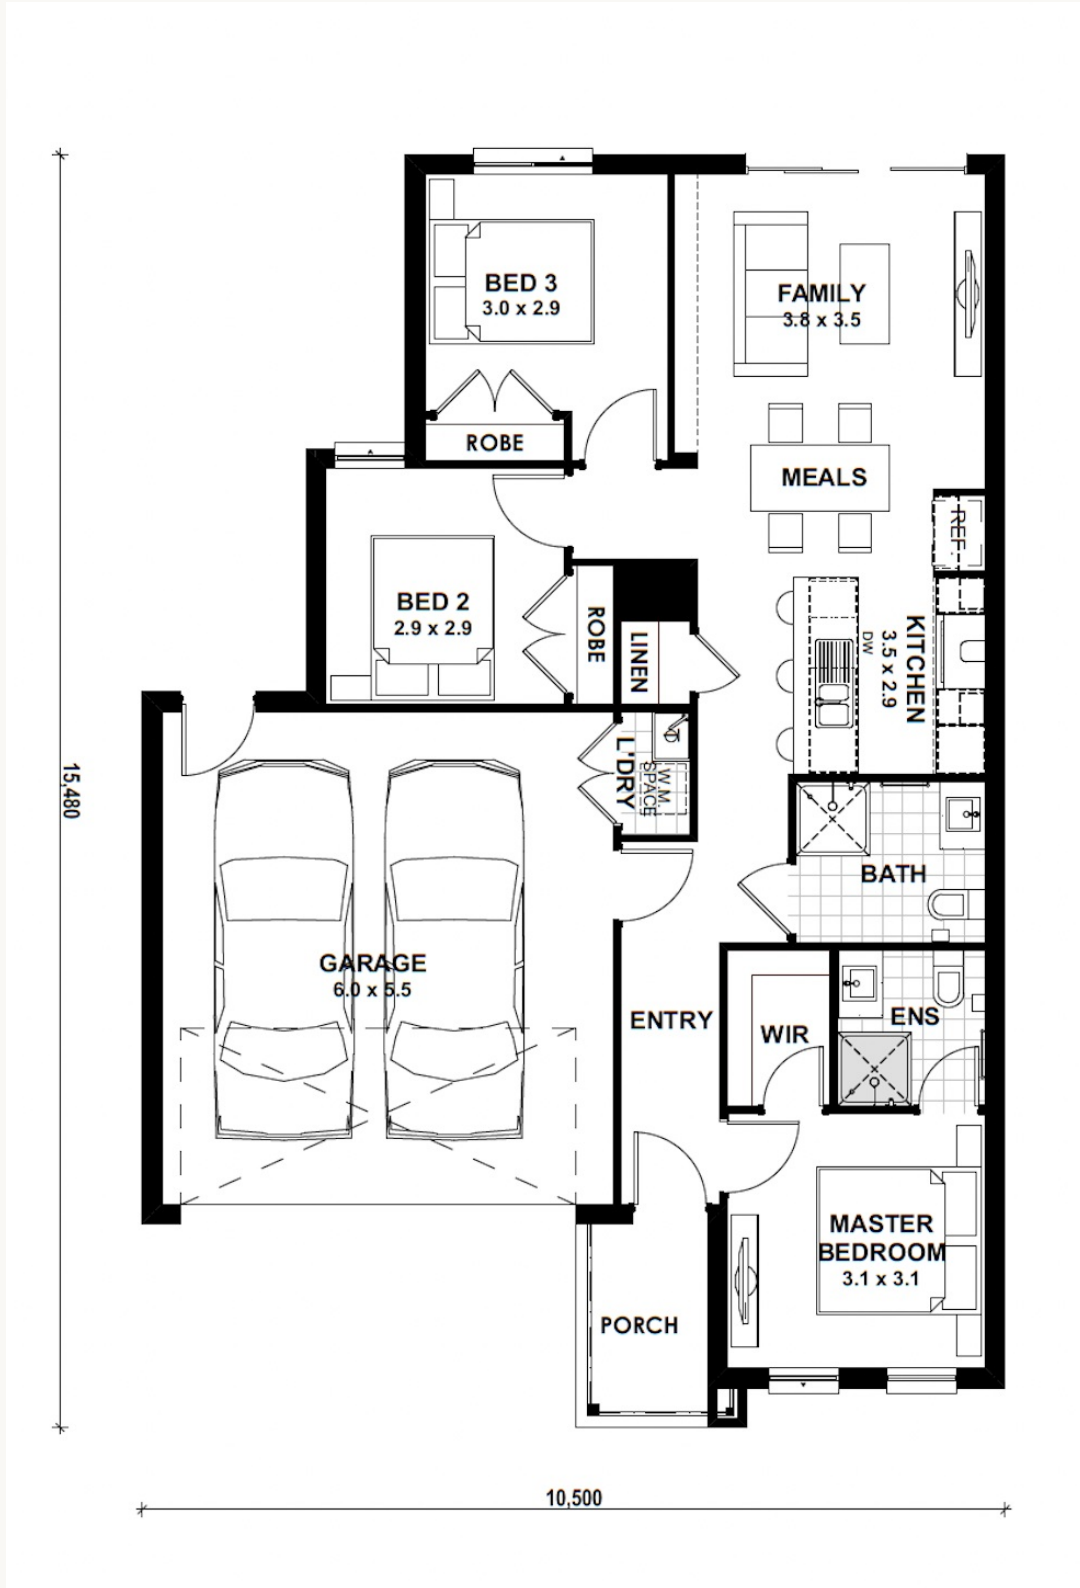 BED 3
3.0 x 2.9
FAMILY
3.8 x 3.5
ROBE
MEALS
REF.
BED 2
2.9 x 2.9
ROBE
LINEN
KITCHEN
3.5 x 2.9
DW
L'DRY
W.M.
SPACE
15,480
BATH
GARAGE
6.0 x 5.5
ENTRY
WIR
ENS
MASTER
BEDROOM
3.1 x 3.1
PORCH
10,500